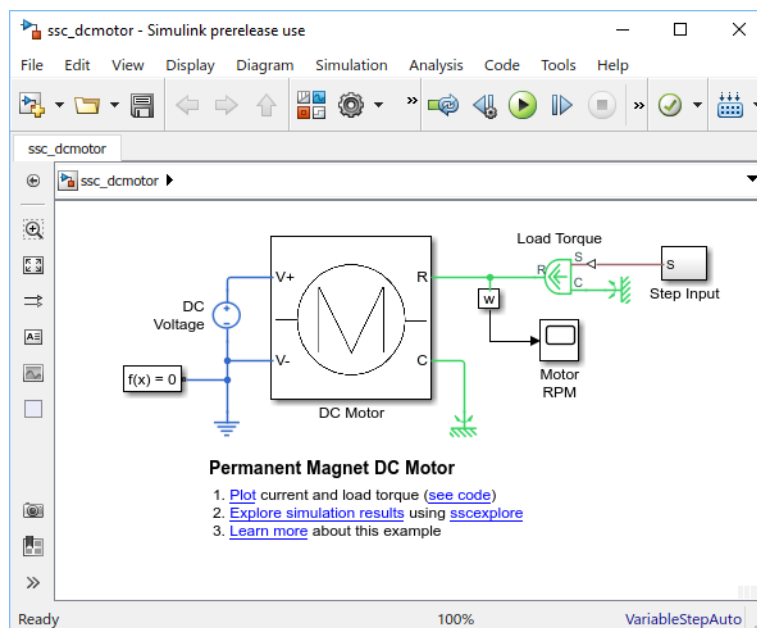 ssc_dcmotor - Simulink prerelease use
File Edit View Display Diagram Simulation Analysis Code Tools Help
» »
ssc_dcmotor
ssc_dcmotor
Load Torque
S
R
C
S
Step Input
V+
R
DC
Voltage
w
V-
C
f(x) = 0
Motor
RPM
DC Motor
Permanent Magnet DC Motor
1. Plot current and load torque (see code)
2. Explore simulation results using sscexplore
3. Learn more about this example
Ready 100% VariableStepAuto